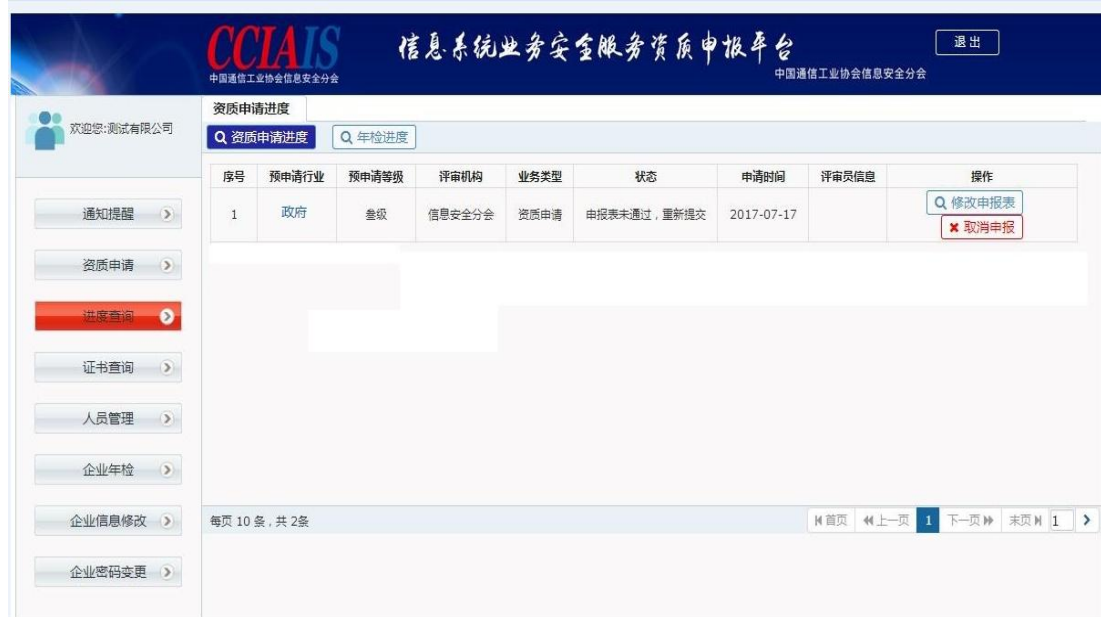 CCIAIS
中国通信工业协会信息安全分会
信息系统业务安全服务资质申报平台
中国通信工业协会信息安全分会
退出
欢迎您:测试有限公司
资质申请进度
资质申请进度 年检进度
序号 预申请行业 预申请等级 评审机构 业务类型 状态 申请时间 评审员信息 操作
1 政府 叁级 信息安全分会 资质申请 申报表未通过，重新提交 2017-07-17 修改申报表
取消申报
通知提醒
资质申请
进度查询
证书查询
人员管理
企业年检
企业信息修改
企业密码变更
每页 10 条，共 2条 首页 上一页 1 下一页 末页 1